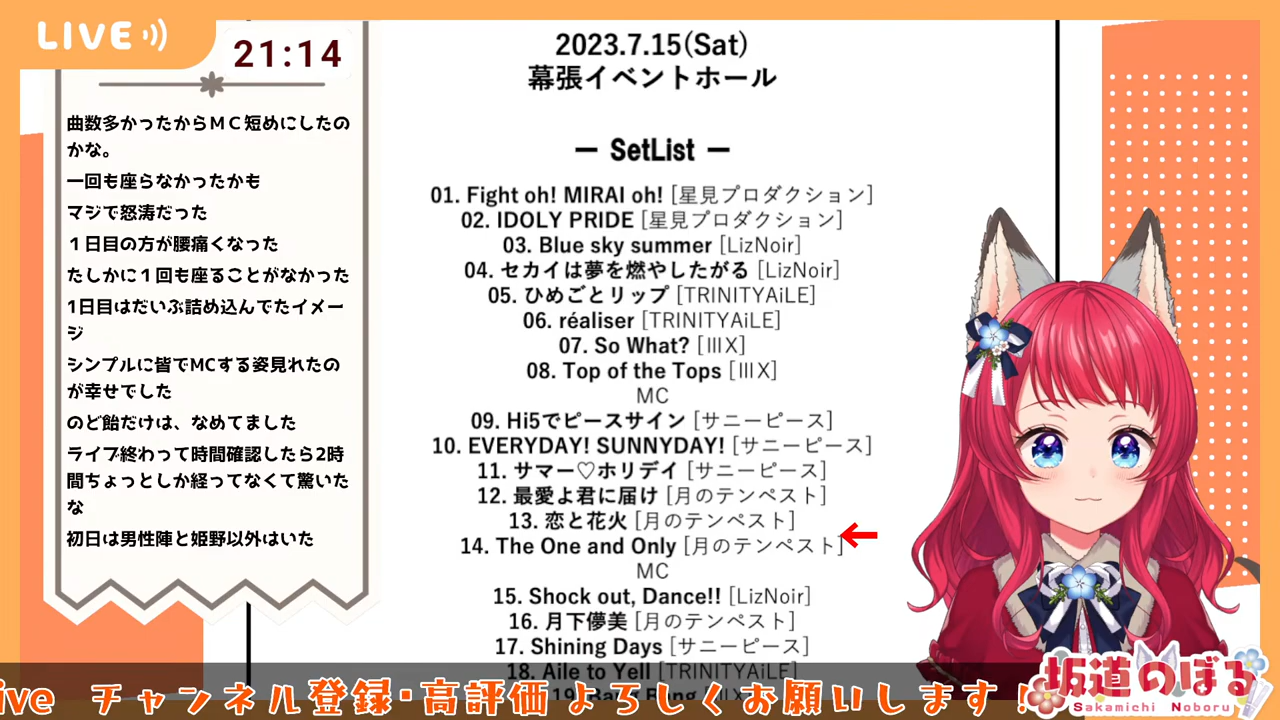 LIVE
21:14
曲数多かったからＭＣ短めにしたの
かな。
一回も座らなかったかも
マジで怒涛だった
１日目の方が腰痛くなった
たしかに１回も座ることがなかった
1日目はだいぶ詰め込んでたイメー
ジ
シンプルに皆でMCする姿見れたの
が幸せでした
のど飴だけは、なめてました
ライブ終わって時間確認したら2時
間ちょっとしか経ってなくて驚いた
な
初日は男性陣と姫野以外はいた
2023.7.15(Sat)
幕張イベントホール
ー SetList ー
01. Fight oh! MIRAI oh! [星見プロダクション]
02. IDOLY PRIDE [星見プロダクション]
03. Blue sky summer [LizNoir]
04. セカイは夢を燃やしたがる [LizNoir]
05. ひめごとリップ [TRINITYAiLE]
06. réaliser [TRINITYAiLE]
07. So What? [ⅢX]
08. Top of the Tops [ⅢX]
MC
09. Hi5でピースサイン [サニーピース]
10. EVERYDAY! SUNNYDAY! [サニーピース]
11. サマー♡ホリデイ [サニーピース]
12. 最愛よ君に届け [月のテンペスト]
13. 恋と花火 [月のテンペスト]
14. The One and Only [月のテンペスト]
MC
15. Shock out, Dance!! [LizNoir]
16. 月下儚美 [月のテンペスト]
17. Shining Days [サニーピース]
18. Aile to Yell [TRINITYAiLE]
19. Bang Bang [ⅢX]
ive チャンネル登録・高評価 よろしくお願いします！
坂道のぼる
Sakamichi Noboru